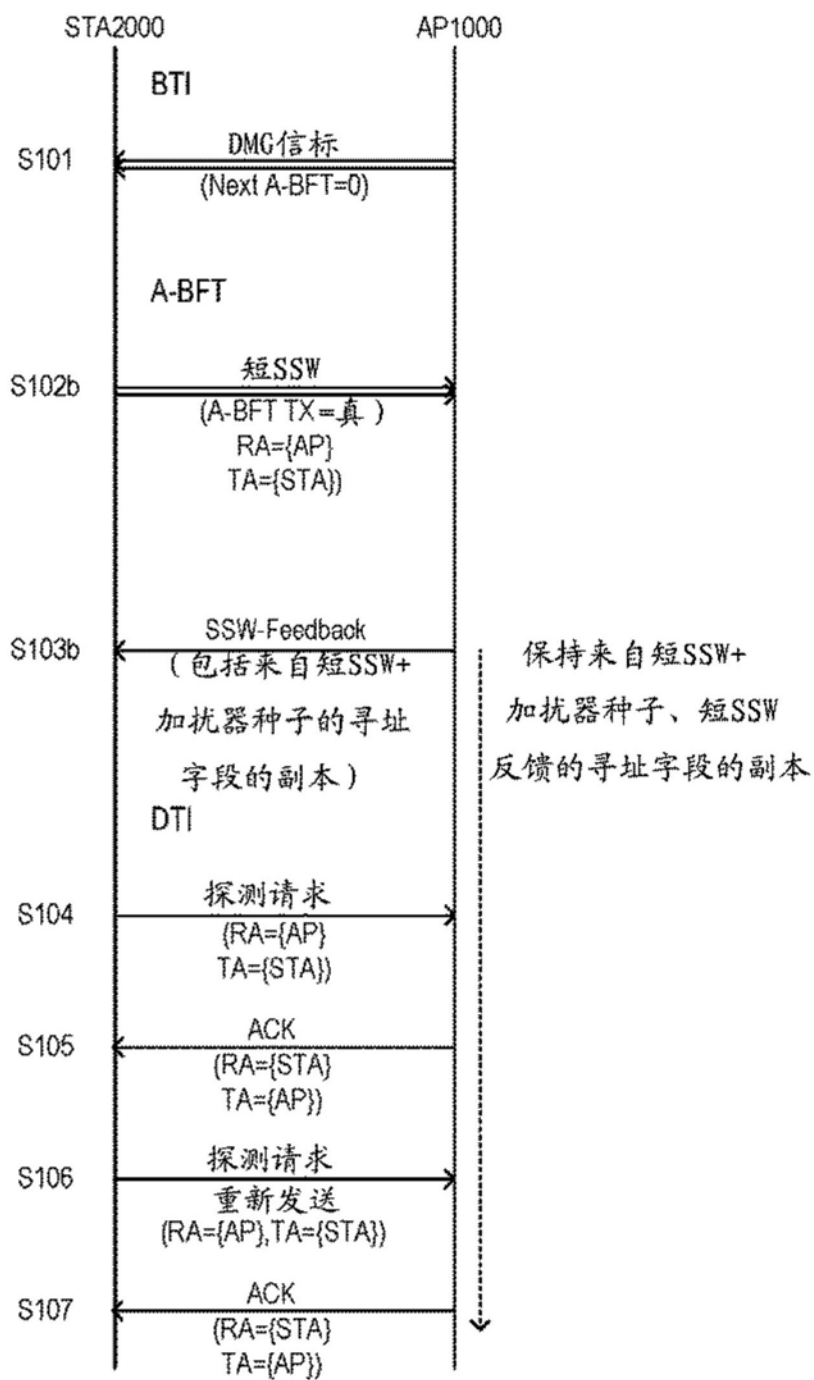 STA2000
AP1000
BTI
S101
DMG信标
(Next A-BFT=0)
A-BFT
S102b
短SSW
(A-BFT TX=真)
RA={AP}
TA={STA})
S103b
SSW-Feedback
(包括来自短SSW+
加扰器种子的寻址
字段的副本)
保持来自短SSW+
加扰器种子、短SSW
反馈的寻址字段的副本
DTI
S104
探测请求
(RA={AP}
TA={STA})
S105
ACK
(RA={STA}
TA={AP})
S106
探测请求
重新发送
(RA={AP},TA={STA})
S107
ACK
(RA={STA}
TA={AP})